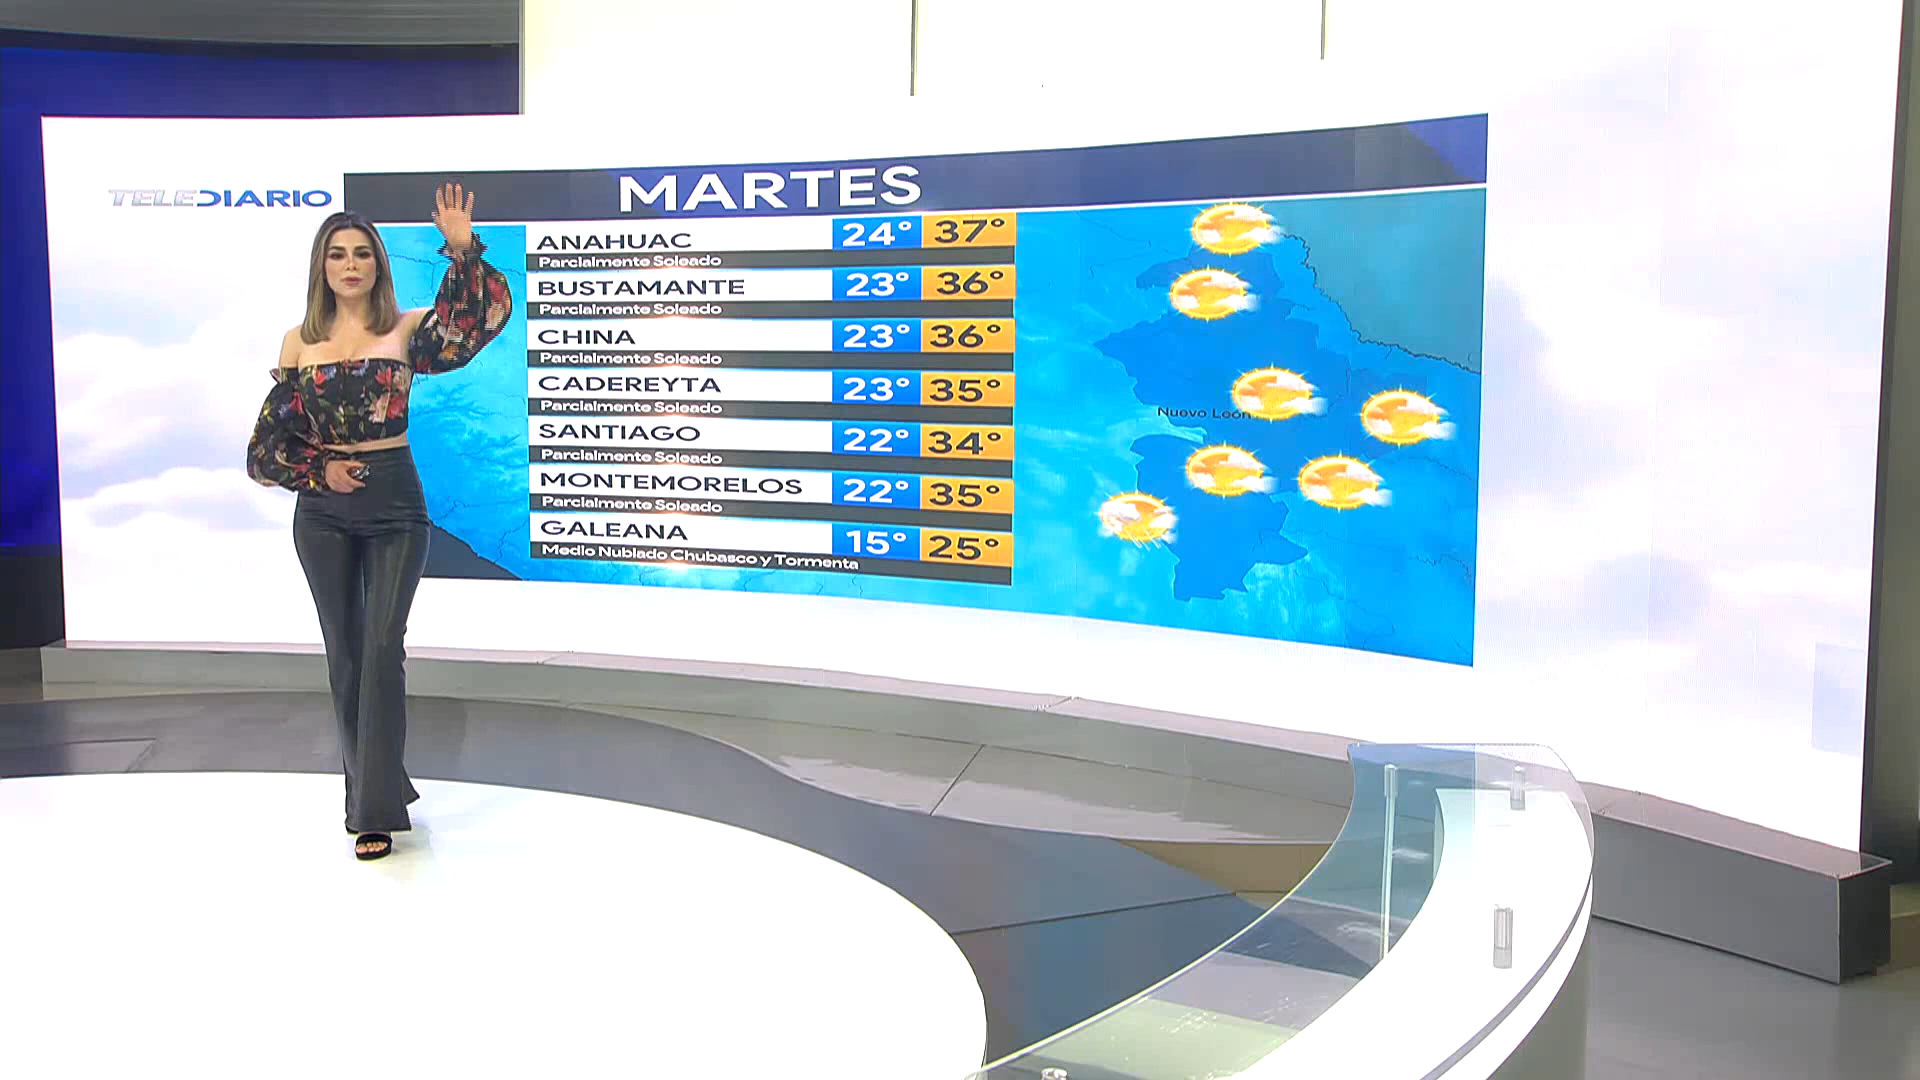 TELEDIARIO
MARTES
ANAHUAC 24° 37°
Parcialmente Soleado
BUSTAMANTE 23° 36°
Parcialmente Soleado
CHINA 23° 36°
Parcialmente Soleado
CADEREYTA 23° 35°
Parcialmente Soleado
SANTIAGO 22° 34°
Parcialmente Soleado
MONTEMORELOS 22° 35°
Parcialmente Soleado
GALEANA 15° 25°
Medio Nublado Chubasco y Tormenta
Nuevo León